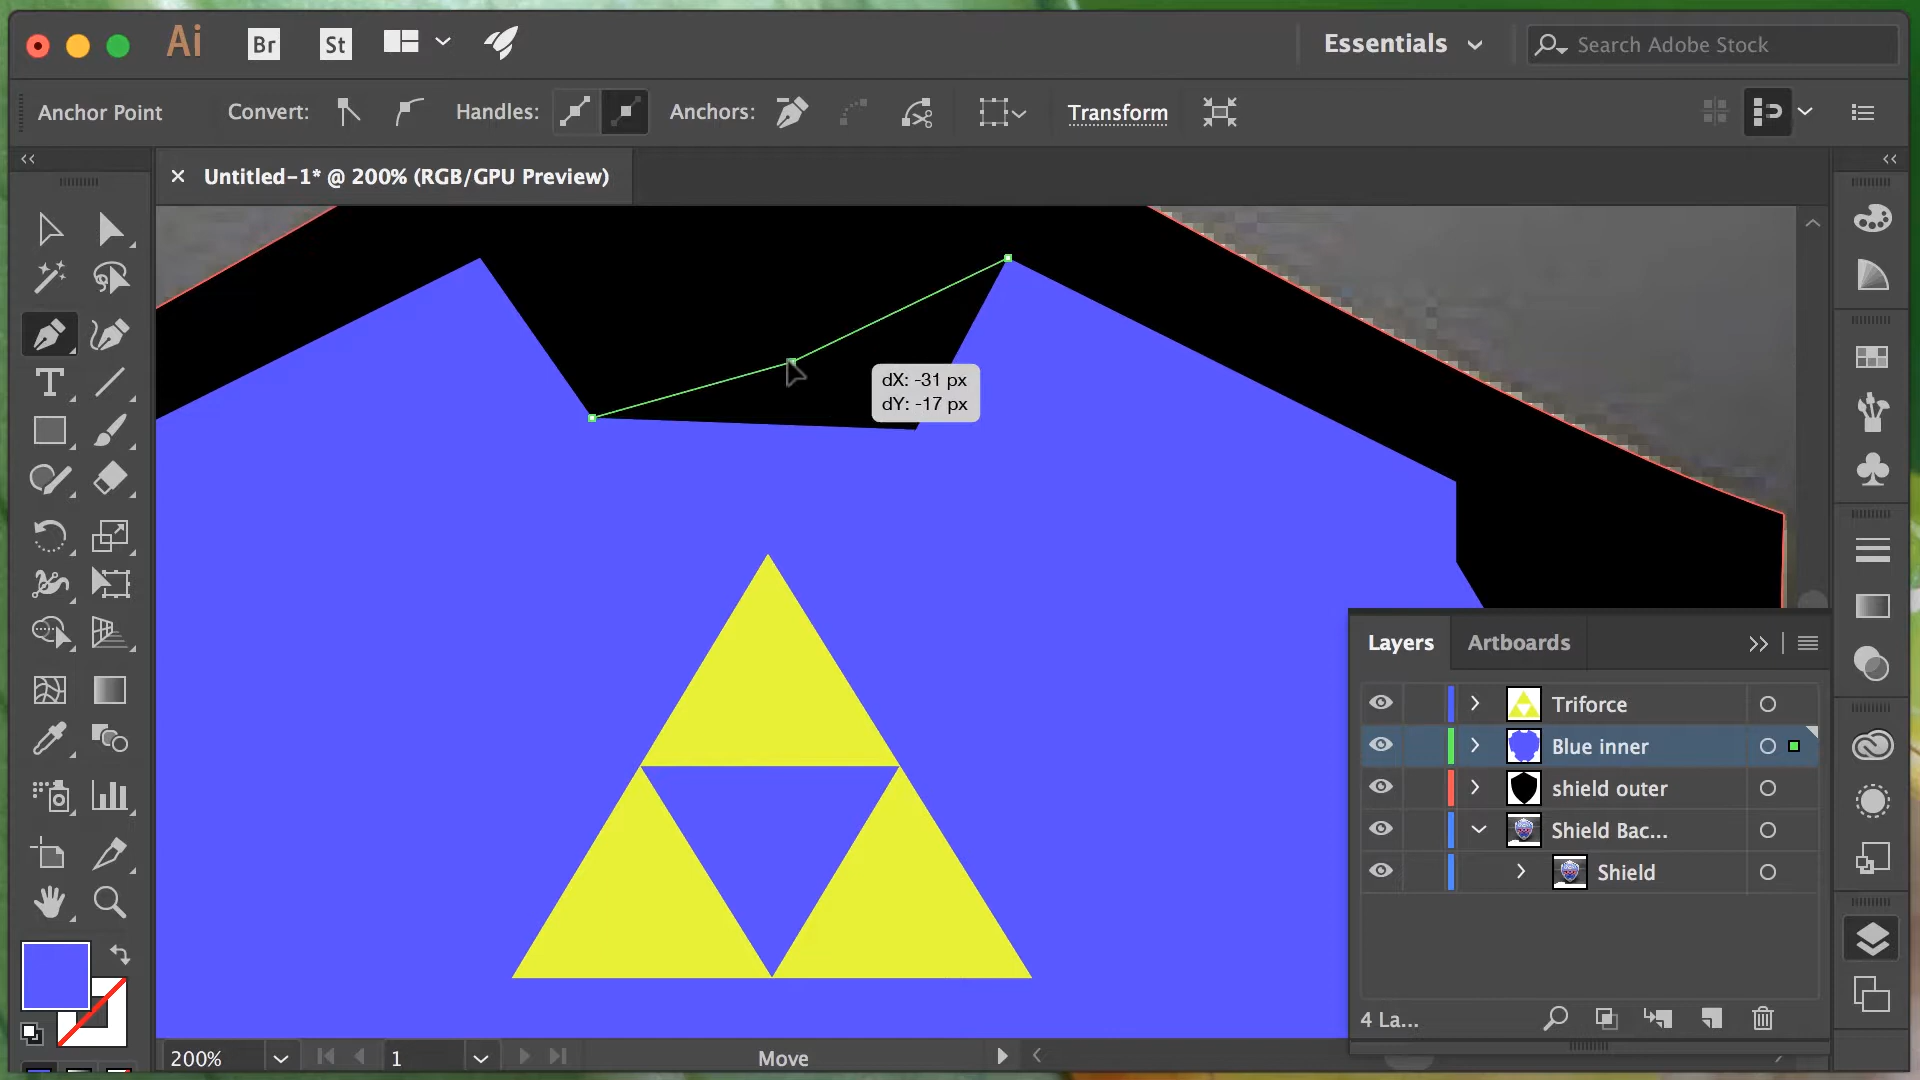 Ai Br St Essentials Search Adobe Stock
Anchor Point Convert: Handles: Anchors: Transform
Untitled-1* @ 200% (RGB/GPU Preview)
dX: -31 px
dY: -17 px
T
Layers Artboards
Triforce
Blue inner
shield outer
Shield Bac...
Shield
4 La...
200% 1 Move